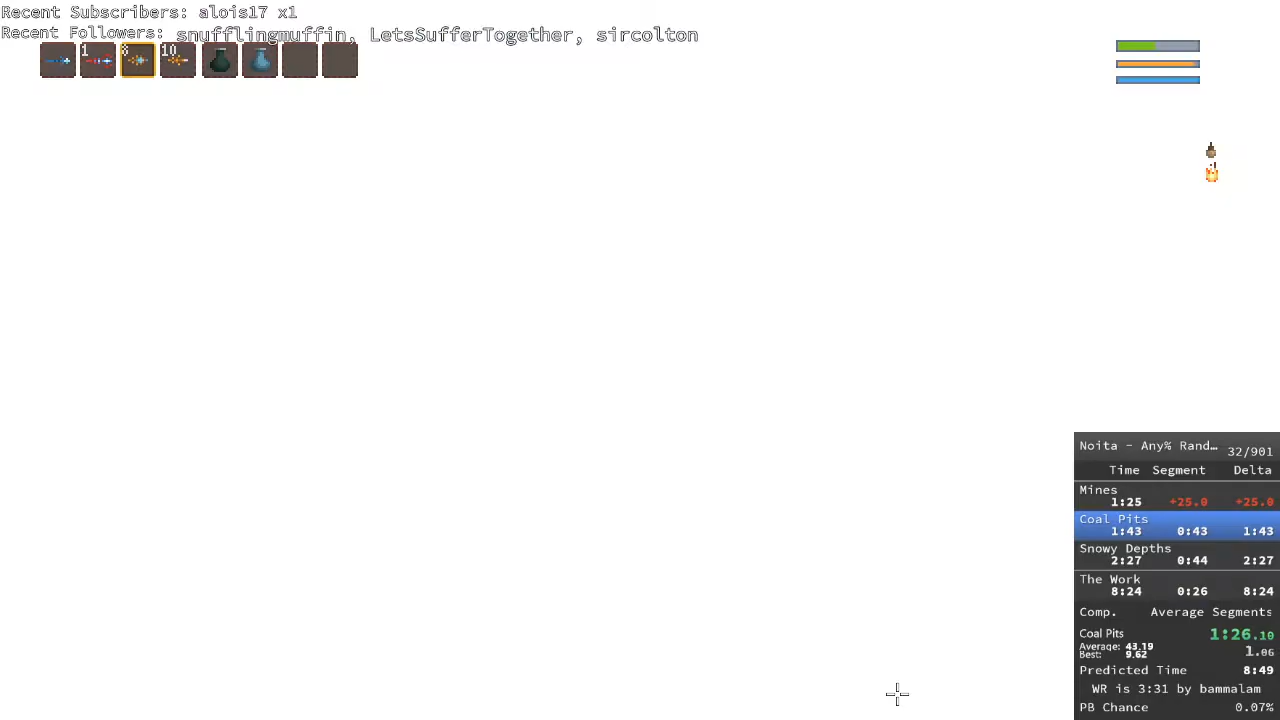 Recent Subscribers: alois17 x1
Recent Followers: snufflingmuffin, LetsSufferTogether, sircolton
1 8 10
Noita - Any% Rand… 32/901
Time Segment Delta
Mines
1:25 +25.0 +25.0
Coal Pits
1:43 0:43 1:43
Snowy Depths
2:27 0:44 2:27
The Work
8:24 0:26 8:24
Comp. Average Segments
Coal Pits 1:26.10
Average: 43.19
Best: 9.62 1.06
Predicted Time 8:49
WR is 3:31 by bammalam
PB Chance 0.07%